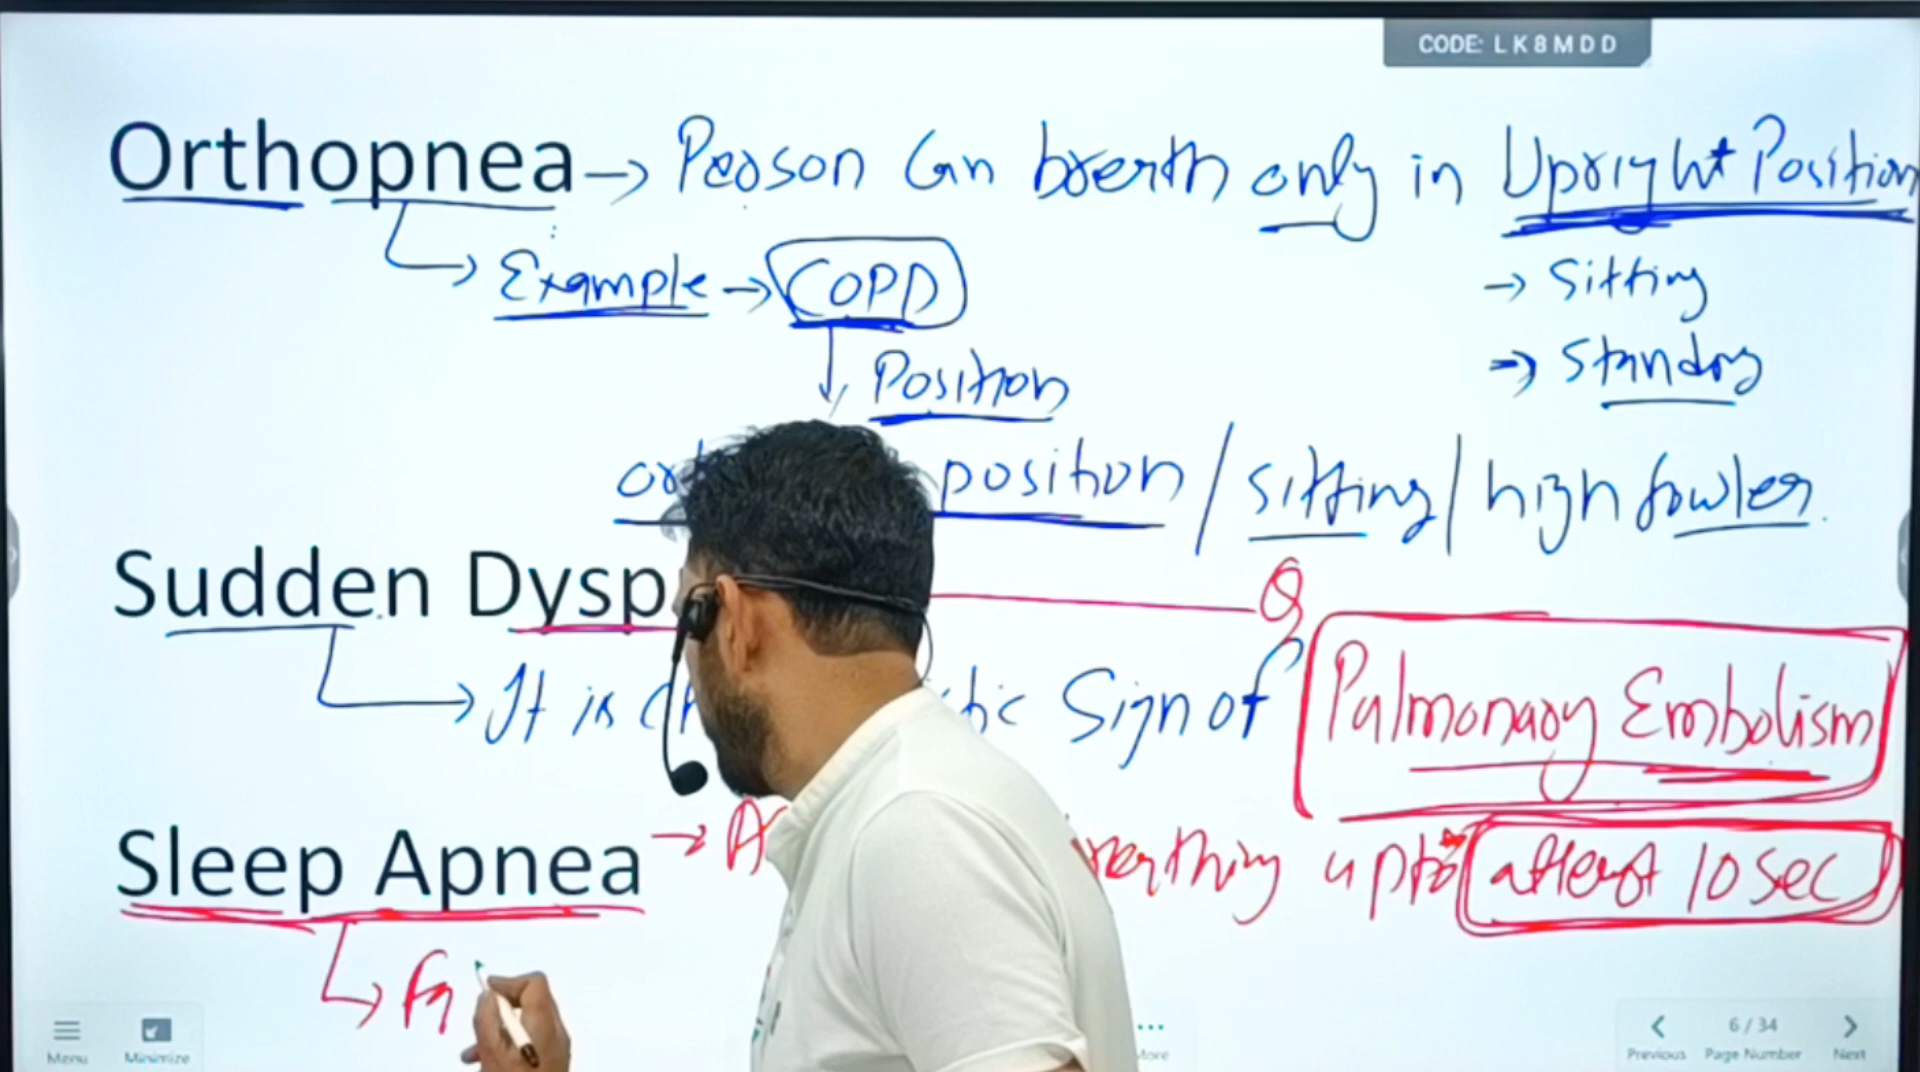 CODE: L K 8 M D D
Orthopnea → Person Can breath only in Upright Position
→ Example → COPD
→ Sitting
→ Standing
Position
position / sitting / high fowler
Sudden Dysp
It is Sign of Pulmonary Embolism
Sleep Apnea → upto atleast 10 sec
Menu
Minimize
6 / 34
Previous Page Number Next